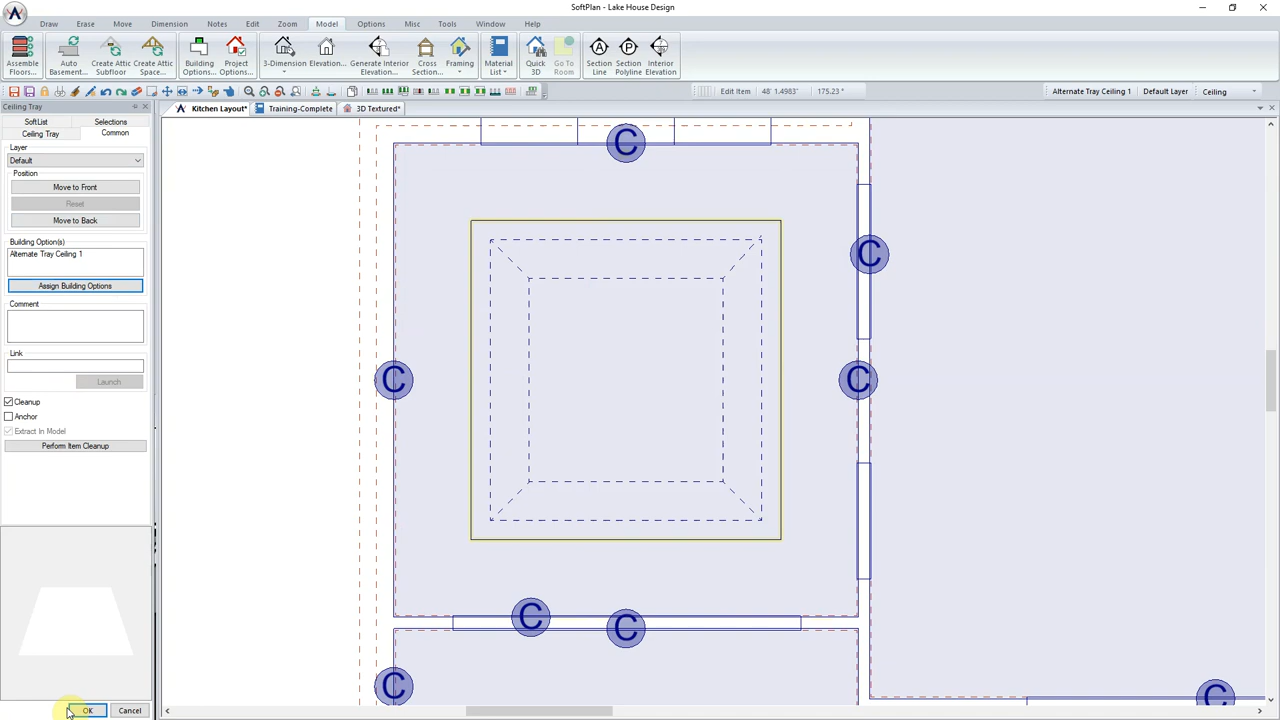 SoftPlan - Lake House Design
Draw Erase Move Dimension Notes Edit Zoom Model Options Misc Tools Window Help
Assemble Floors... Auto Basement... Create Attic Subfloor Create Attic Space... Building Options... Project Options... 3-Dimension Elevation... Generate Interior Elevation... Cross Section... Framing Material List Quick 3D Go To Room Section Line Section Polyline Interior Elevation
A P
Edit Item 48' 1.4983" 175.23 ° Alternate Tray Ceiling 1 Default Layer Ceiling
Ceiling Tray
Kitchen Layout* Training-Complete 3D Textured*
SoftList Selections
Ceiling Tray Common
Layer
Default
Position
Move to Front
Reset
Move to Back
Building Option(s)
Alternate Tray Ceiling 1
Assign Building Options
Comment
Link
Launch
Cleanup
Anchor
Extract In Model
Perform Item Cleanup
OK Cancel
C
C
C
C
C
C
C
C